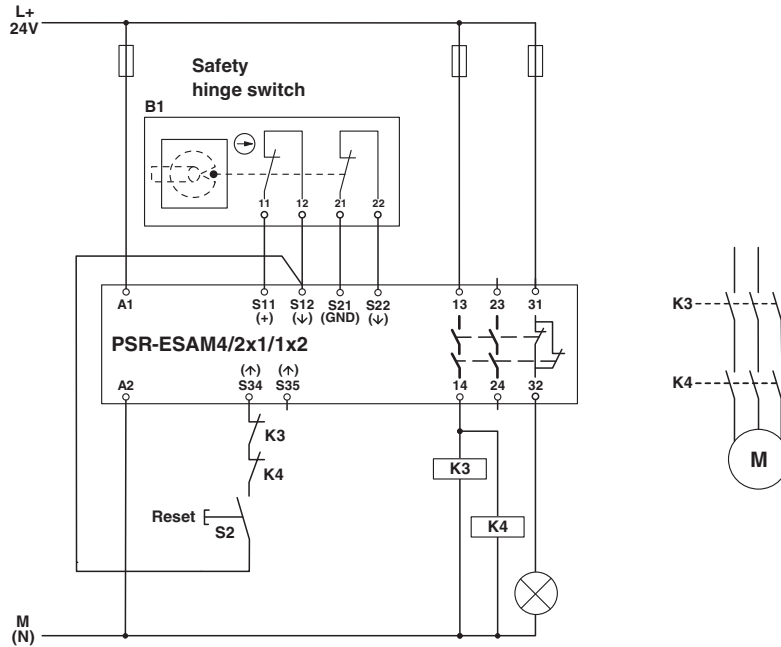 L+
24V
Safety
hinge switch
B1
11 12 21 22
A1 S11 S12 S21 S22 13 23 31
(+) (↓) (GND) (↓)
PSR-ESAM4/2x1/1x2
(↑) (↑)
A2 S34 S35 14 24 32
K3
K4
Reset
S2
K3
K4
M
(N)
K3
K4
M